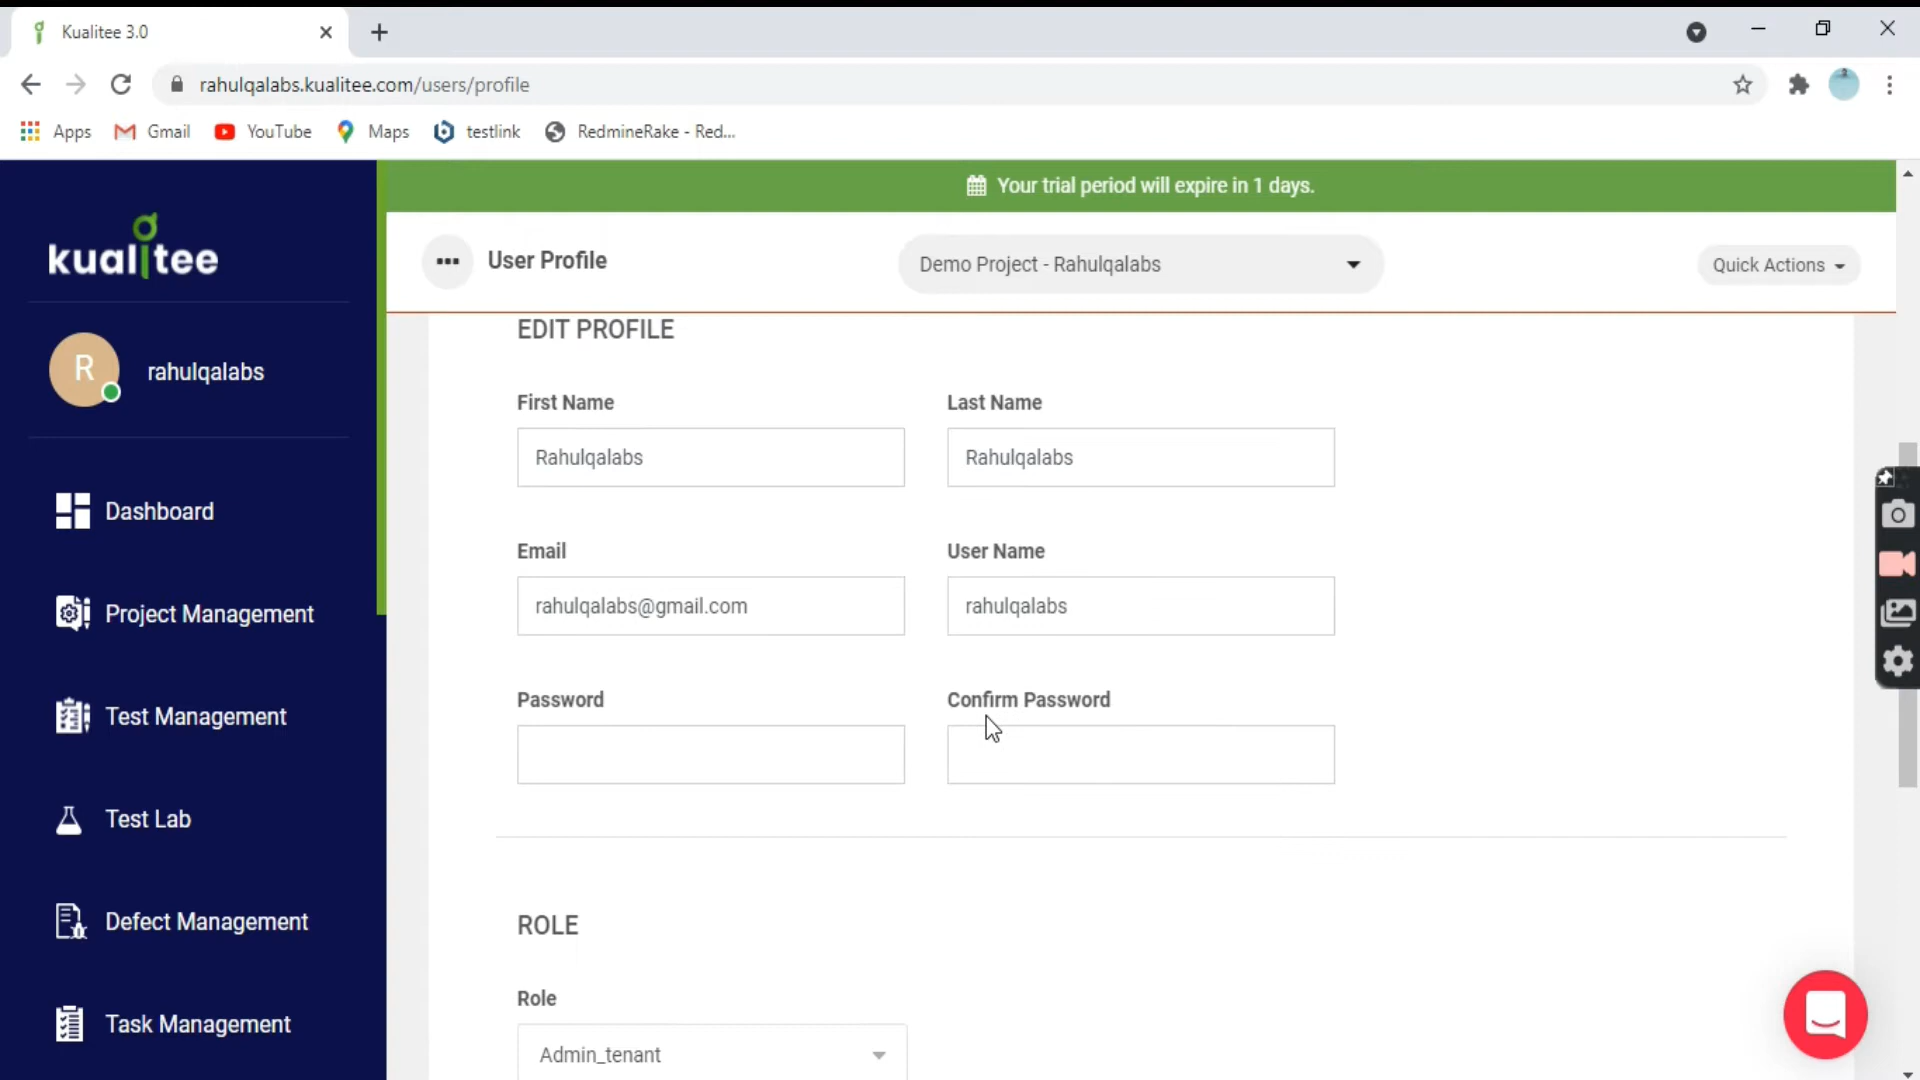 Kualitee 3.0
rahulqalabs.kualitee.com/users/profile
Apps
Gmail
YouTube
Maps
testlink
RedmineRake - Red...
Your trial period will expire in 1 days.
kualitee
User Profile
Demo Project - Rahulqalabs
Quick Actions
R
rahulqalabs
Dashboard
Project Management
Test Management
Test Lab
Defect Management
Task Management
EDIT PROFILE
First Name
Last Name
Rahulqalabs
Rahulqalabs
Email
User Name
rahulqalabs@gmail.com
rahulqalabs
Password
Confirm Password
ROLE
Role
Admin_tenant